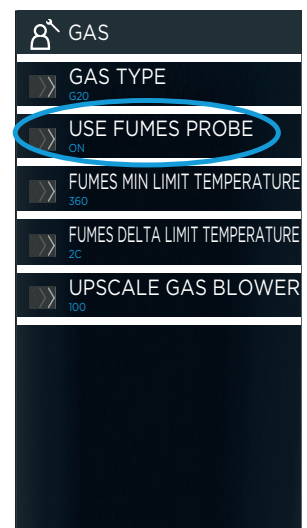 GAS
GAS TYPE
G20
USE FUMES PROBE
ON
FUMES MIN LIMIT TEMPERATURE
360
FUMES DELTA LIMIT TEMPERATURE
2C
UPSCALE GAS BLOWER
100